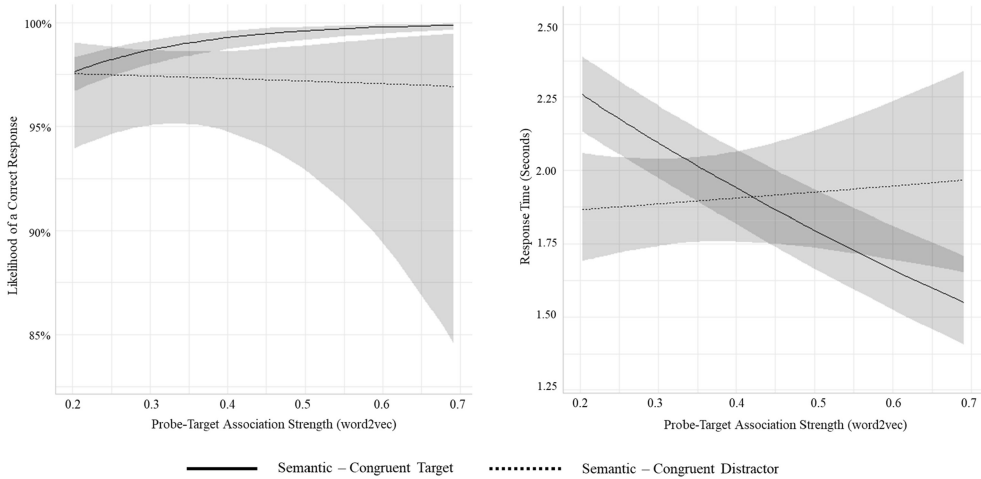 100%
95%
90%
85%
Likelihood of a Correct Response
0.2 0.3 0.4 0.5 0.6 0.7
Probe-Target Association Strength (word2vec)
2.50
2.25
2.00
1.75
1.50
1.25
Response Time (Seconds)
0.2 0.3 0.4 0.5 0.6 0.7
Probe-Target Association Strength (word2vec)
Semantic – Congruent Target
Semantic – Congruent Distractor